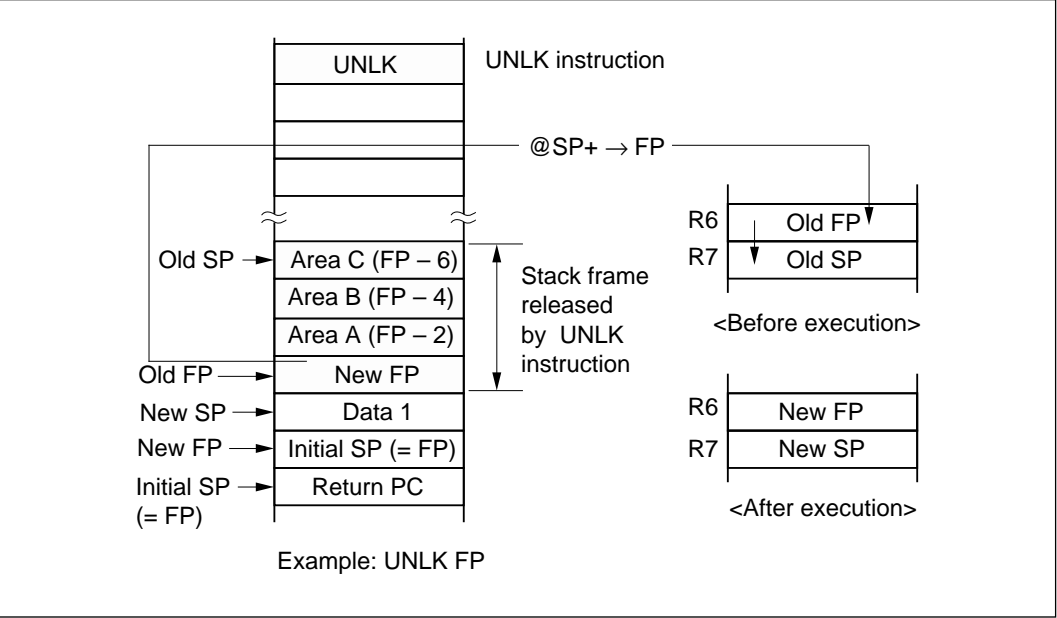 UNLK
UNLK instruction
@SP+ → FP
Old SP
Area C (FP – 6)
Area B (FP – 4)
Area A (FP – 2)
Stack frame
released
by UNLK
instruction
Old FP
New FP
New SP
Data 1
New FP
Initial SP (= FP)
Initial SP
(= FP)
Return PC
R6
Old FP
R7
Old SP
<Before execution>
R6
New FP
R7
New SP
<After execution>
Example: UNLK FP